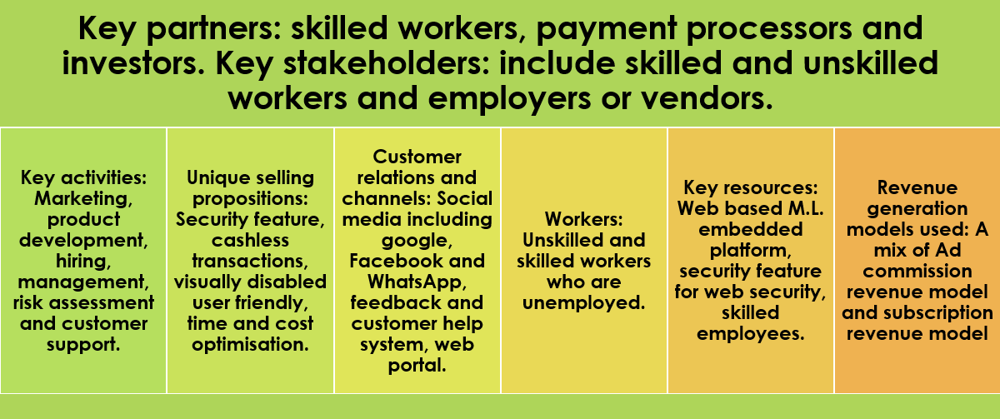 Key partners: skilled workers, payment processors and
investors. Key stakeholders: include skilled and unskilled
workers and employers or vendors.
Key activities:
Marketing,
product
development,
hiring,
management,
risk assessment
and customer
support.
Unique selling
propositions:
Security feature,
cashless
transactions,
visually disabled
user friendly,
time and cost
optimisation.
Customer
relations and
channels: Social
media including
google,
Facebook and
WhatsApp,
feedback and
customer help
system, web
portal.
Workers:
Unskilled and
skilled workers
who are
unemployed.
Key resources:
Web based M.L.
embedded
platform,
security feature
for web security,
skilled
employees.
Revenue
generation
models used: A
mix of Ad
commission
revenue model
and subscription
revenue model